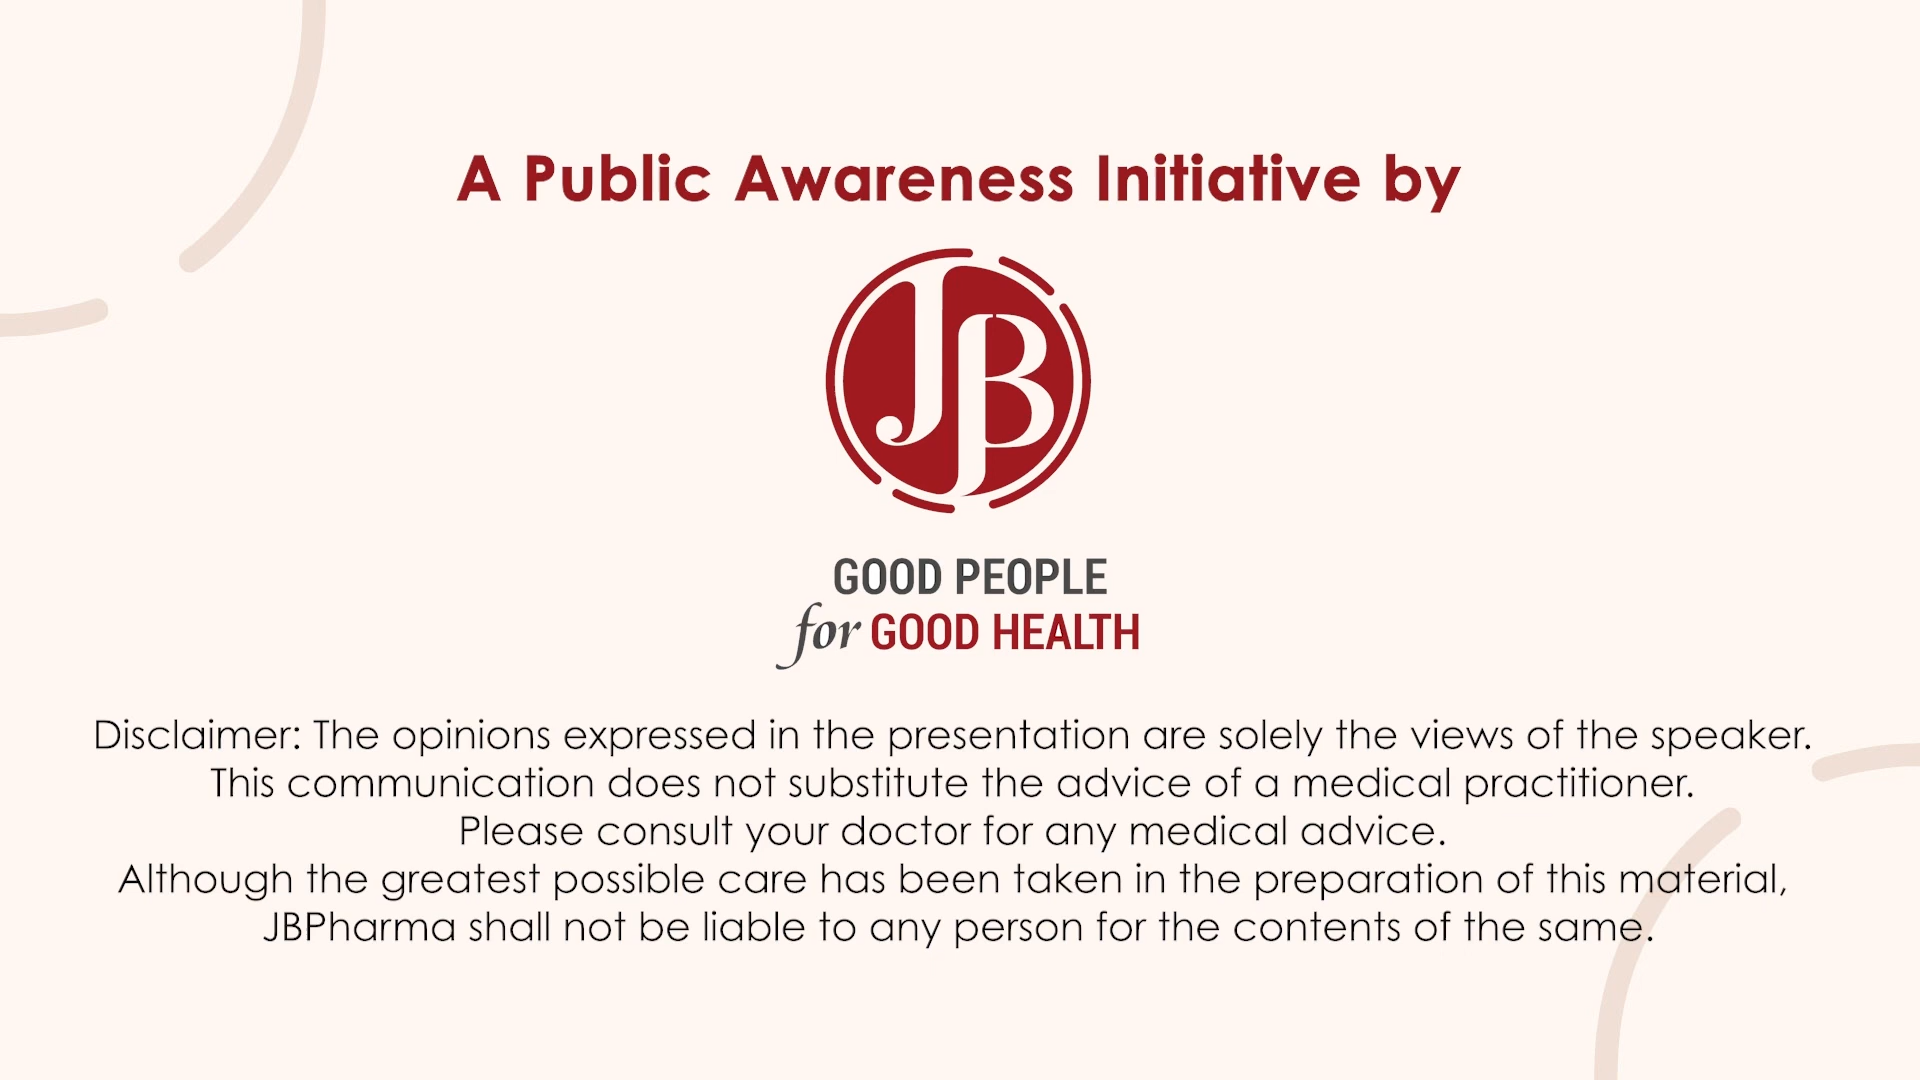 A Public Awareness Initiative by
JB
GOOD PEOPLE
for GOOD HEALTH
Disclaimer: The opinions expressed in the presentation are solely the views of the speaker.
This communication does not substitute the advice of a medical practitioner.
Please consult your doctor for any medical advice.
Although the greatest possible care has been taken in the preparation of this material,
JBPharma shall not be liable to any person for the contents of the same.